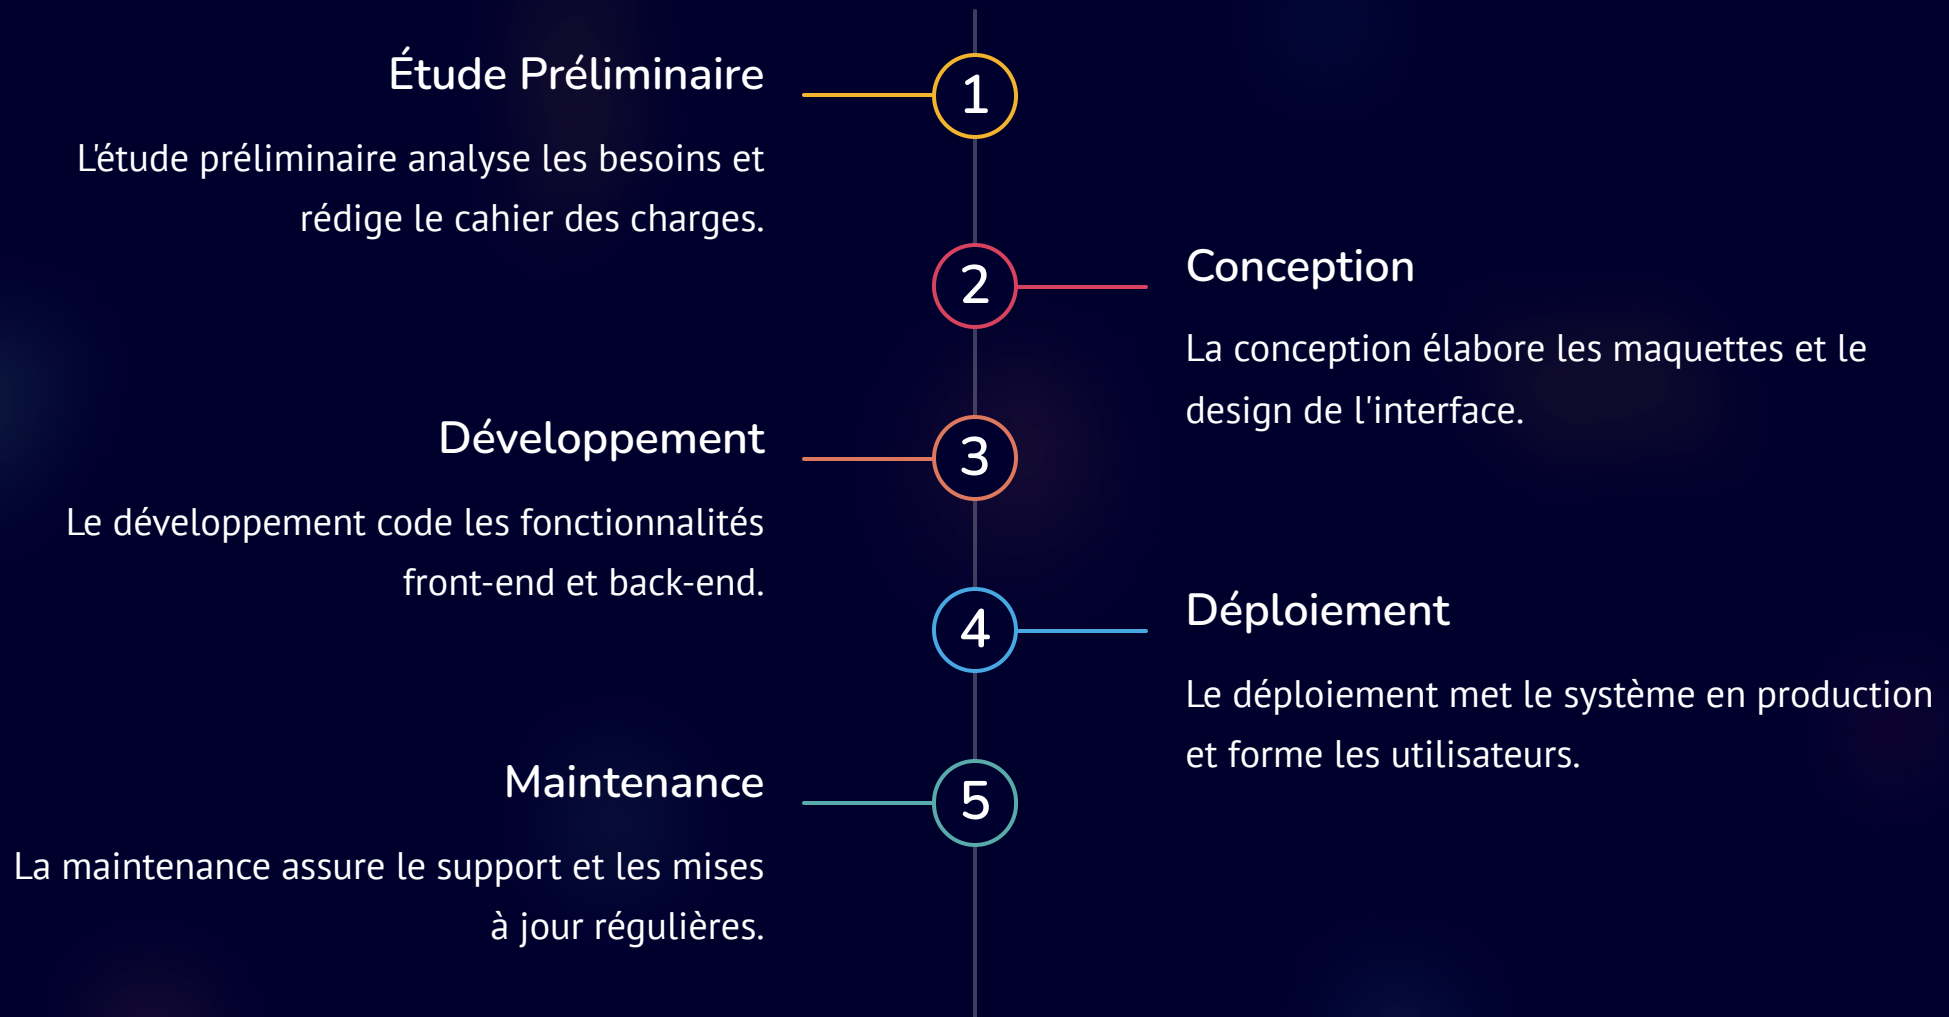 Étude Préliminaire
1
L'étude préliminaire analyse les besoins et
rédige le cahier des charges.
2
Conception
La conception élabore les maquettes et le
design de l'interface.
Développement
3
Le développement code les fonctionnalités
front-end et back-end.
4
Déploiement
Le déploiement met le système en production
et forme les utilisateurs.
Maintenance
5
La maintenance assure le support et les mises
à jour régulières.